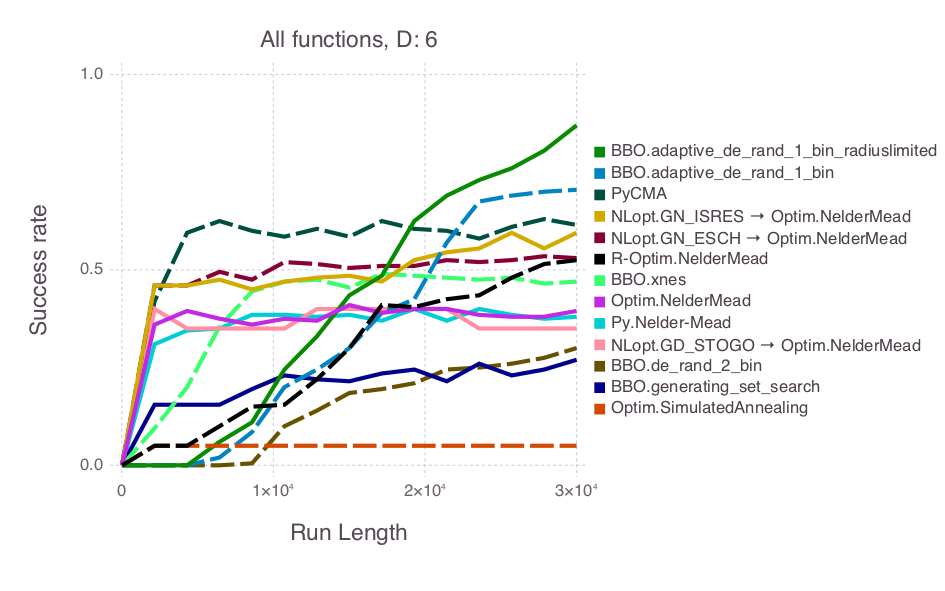 All functions, D: 6
1.0
0.5
0.0
Success rate
0
1×10⁴
2×10⁴
3×10⁴
Run Length
BBO.adaptive_de_rand_1_bin_radiuslimited
BBO.adaptive_de_rand_1_bin
PyCMA
NLopt.GN_ISRES → Optim.NelderMead
NLopt.GN_ESCH → Optim.NelderMead
R-Optim.NelderMead
BBO.xnes
Optim.NelderMead
Py.Nelder-Mead
NLopt.GD_STOGO → Optim.NelderMead
BBO.de_rand_2_bin
BBO.generating_set_search
Optim.SimulatedAnnealing